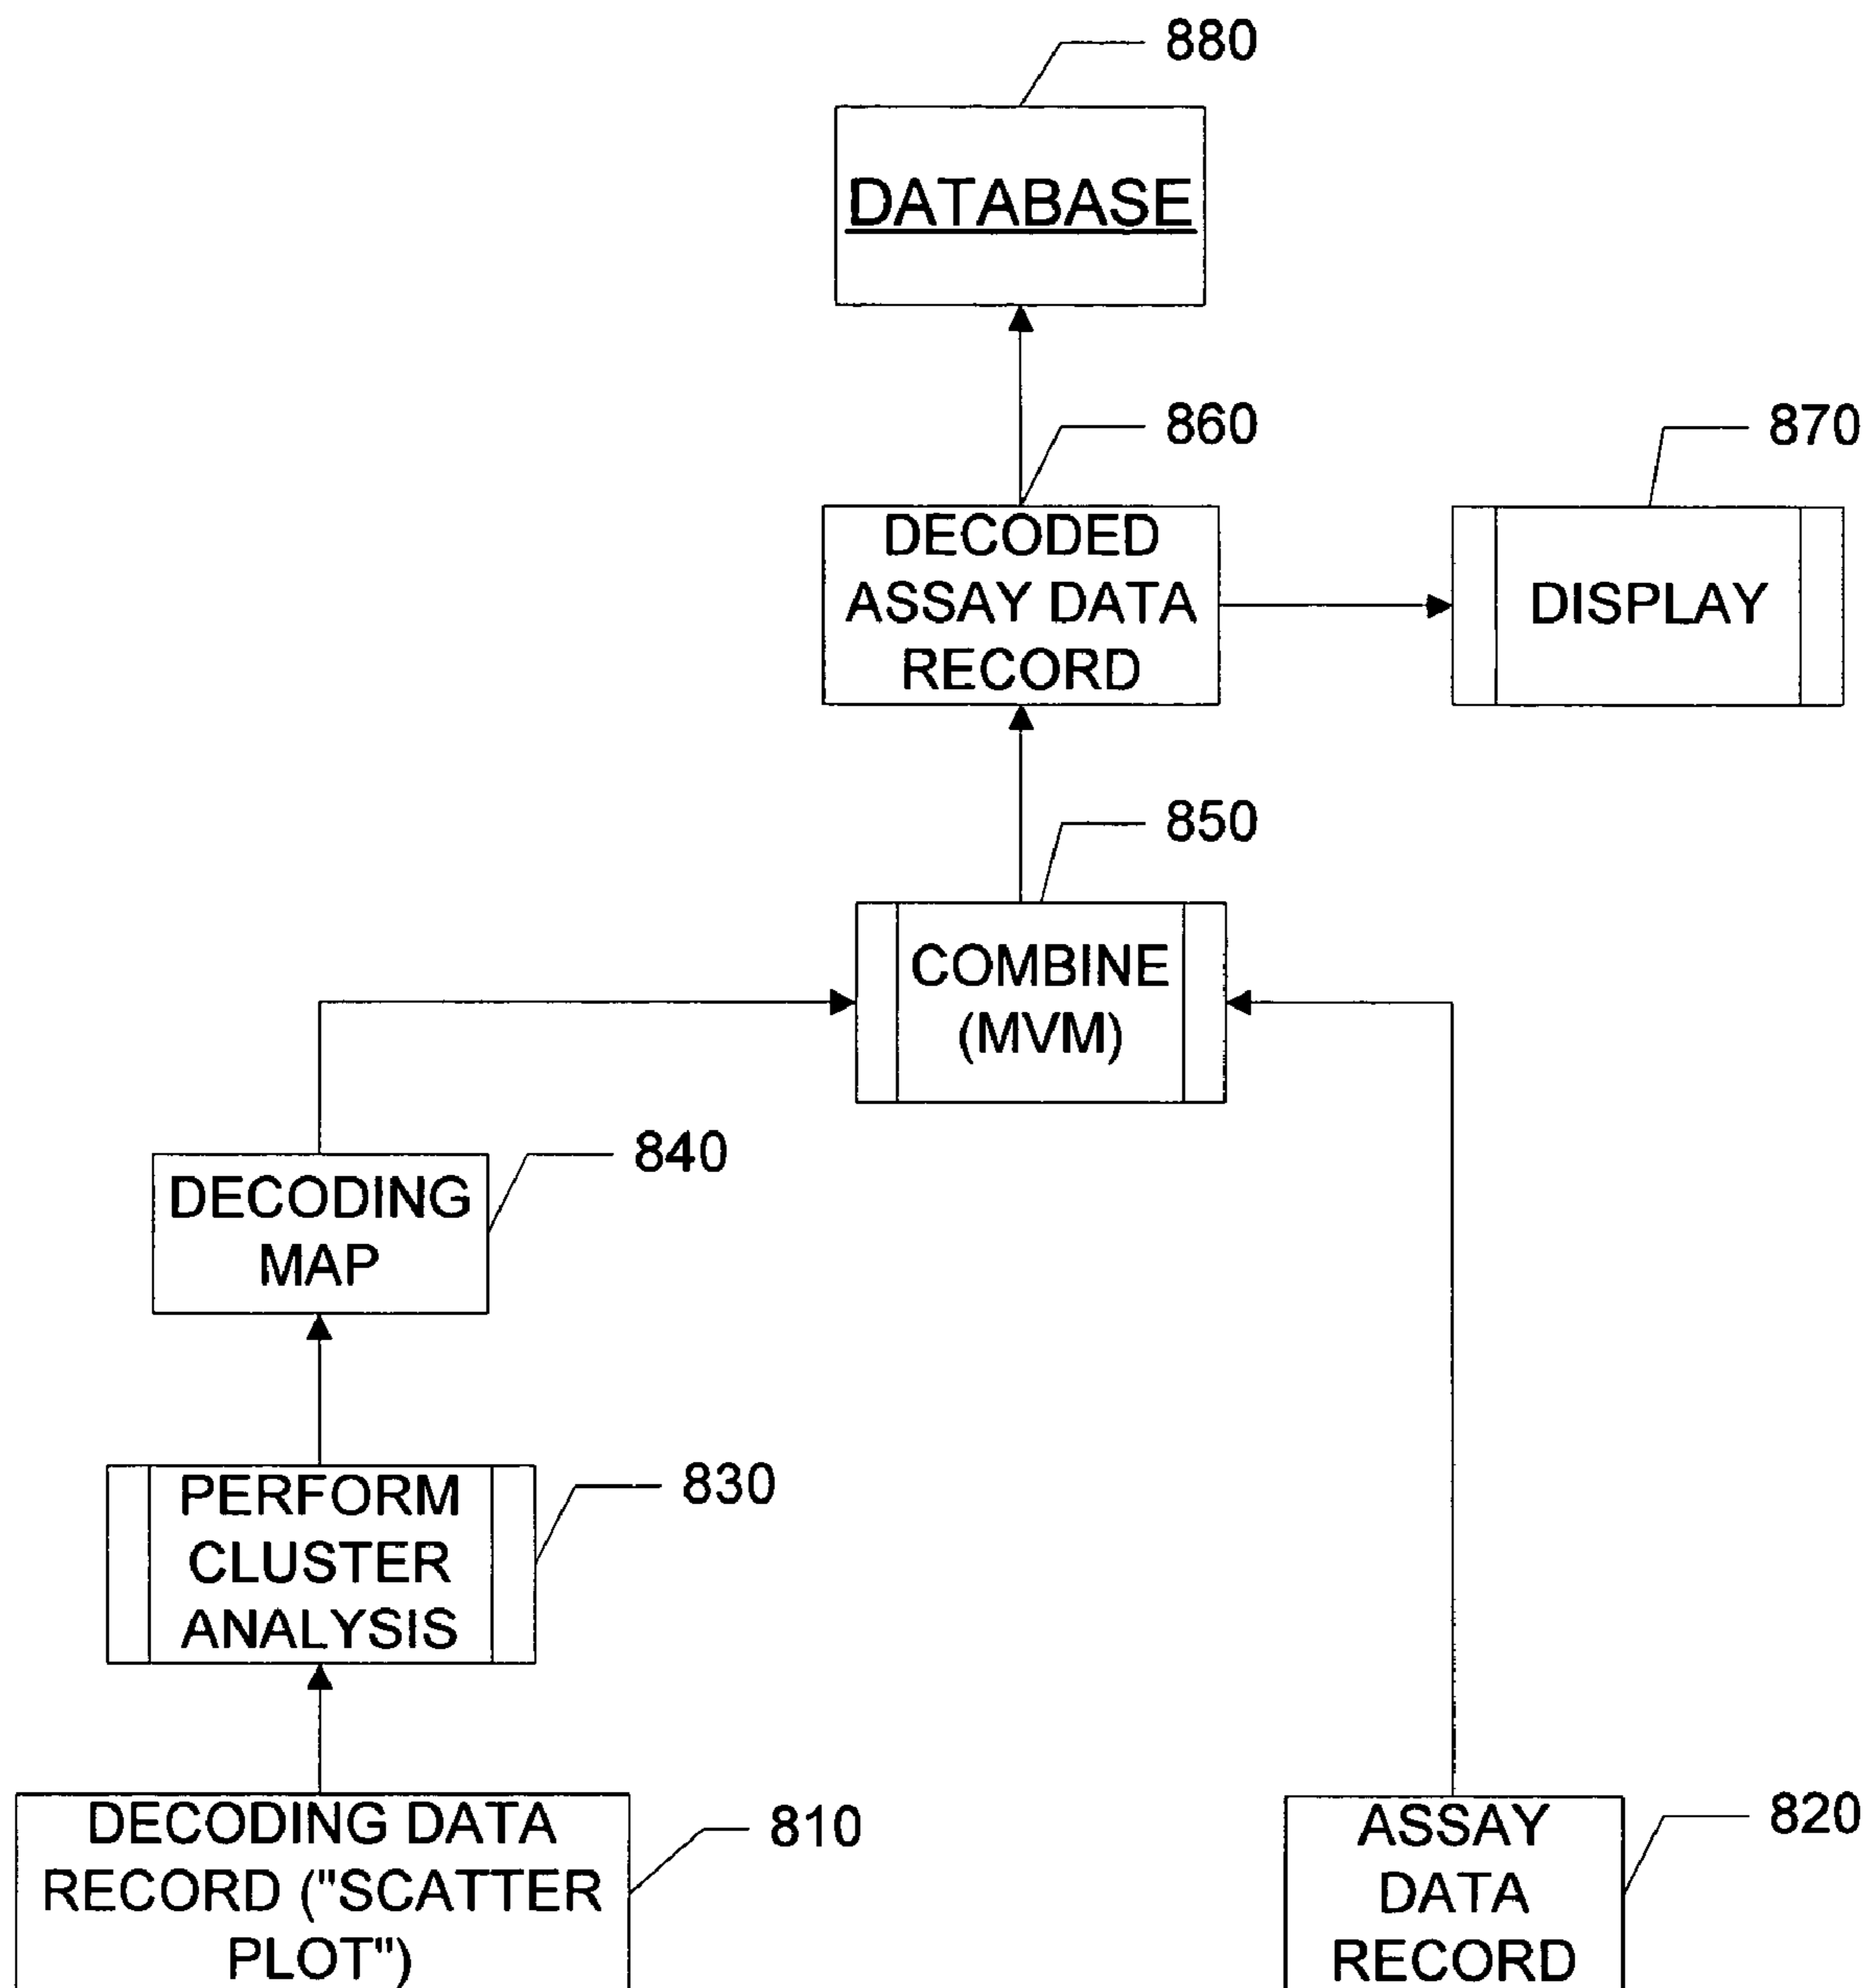 880
DATABASE
860
870
DECODED
ASSAY DATA
RECORD
DISPLAY
850
COMBINE
(MVM)
840
DECODING
MAP
830
PERFORM
CLUSTER
ANALYSIS
810
DECODING DATA
RECORD ("SCATTER
PLOT")
820
ASSAY
DATA
RECORD